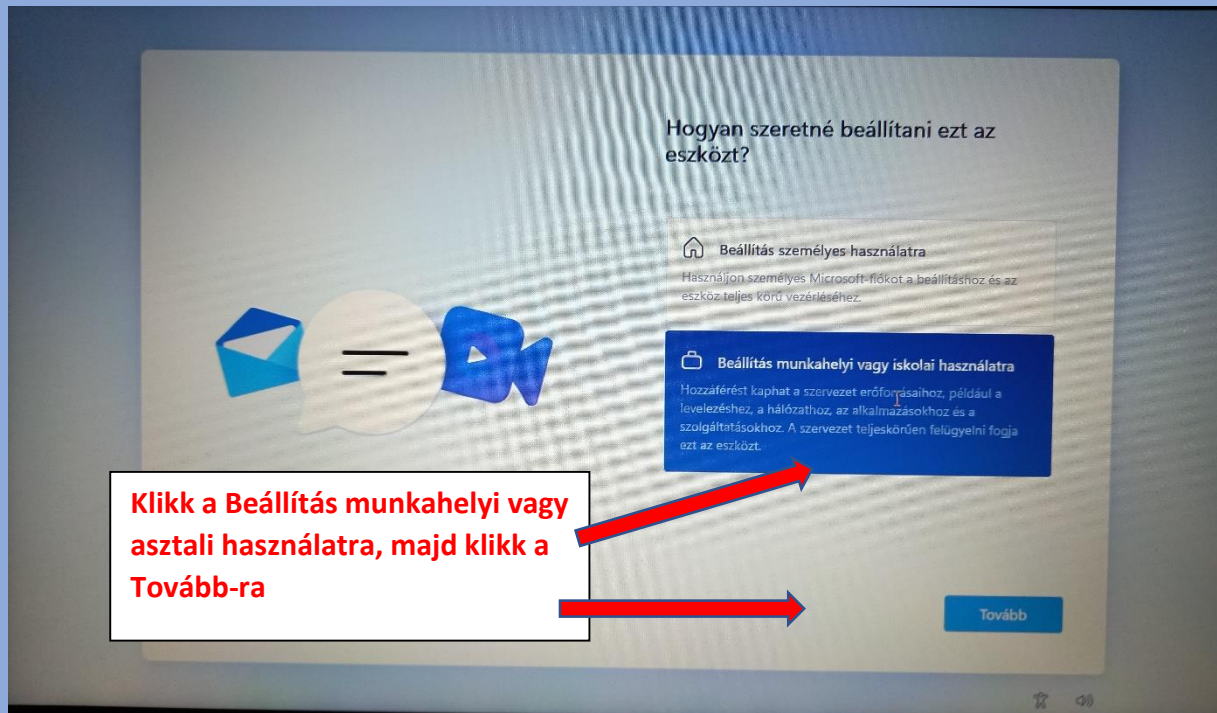 Hogyan szeretné beállítani ezt az
eszközt?
Beállítás személyes használatra
Használjon személyes Microsoft-fiókot a beállításhoz és az
eszköz teljes körű vezérléséhez.
Beállítás munkahelyi vagy iskolai használatra
Hozzáférést kaphat a szervezet erőforrásaihoz, például a
levelezéshez, a hálózathoz, az alkalmazásokhoz és a
szolgáltatásokhoz. A szervezet teljeskörűen felügyelni fogja
ezt az eszközt.
Klikk a Beállítás munkahelyi vagy
asztali használatra, majd klikk a
Tovább-ra
Tovább